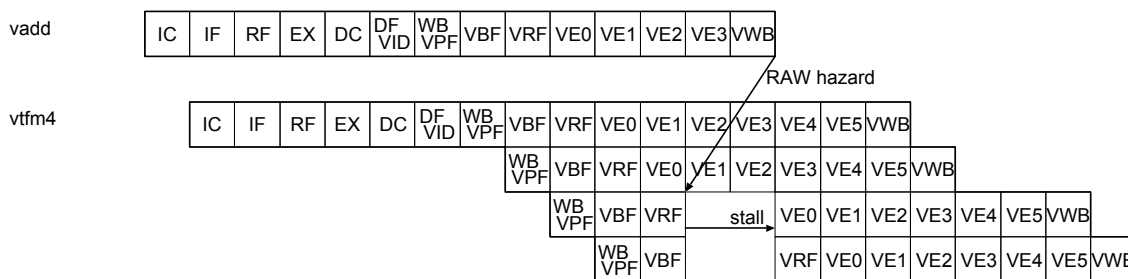 vadd IC IF RF EX DC DF VID WB VPF VBF VRF VE0 VE1 VE2 VE3 VWB
RAW hazard
vtfm4 IC IF RF EX DC DF VID WB VPF VBF VRF VE0 VE1 VE2 VE3 VE4 VE5 VWB
WB VPF VBF VRF VE0 VE1 VE2 VE3 VE4 VE5 VWB
WB VPF VBF VRF stall VE0 VE1 VE2 VE3 VE4 VE5 VWB
WB VPF VBF VRF VE0 VE1 VE2 VE3 VE4 VE5 VWB